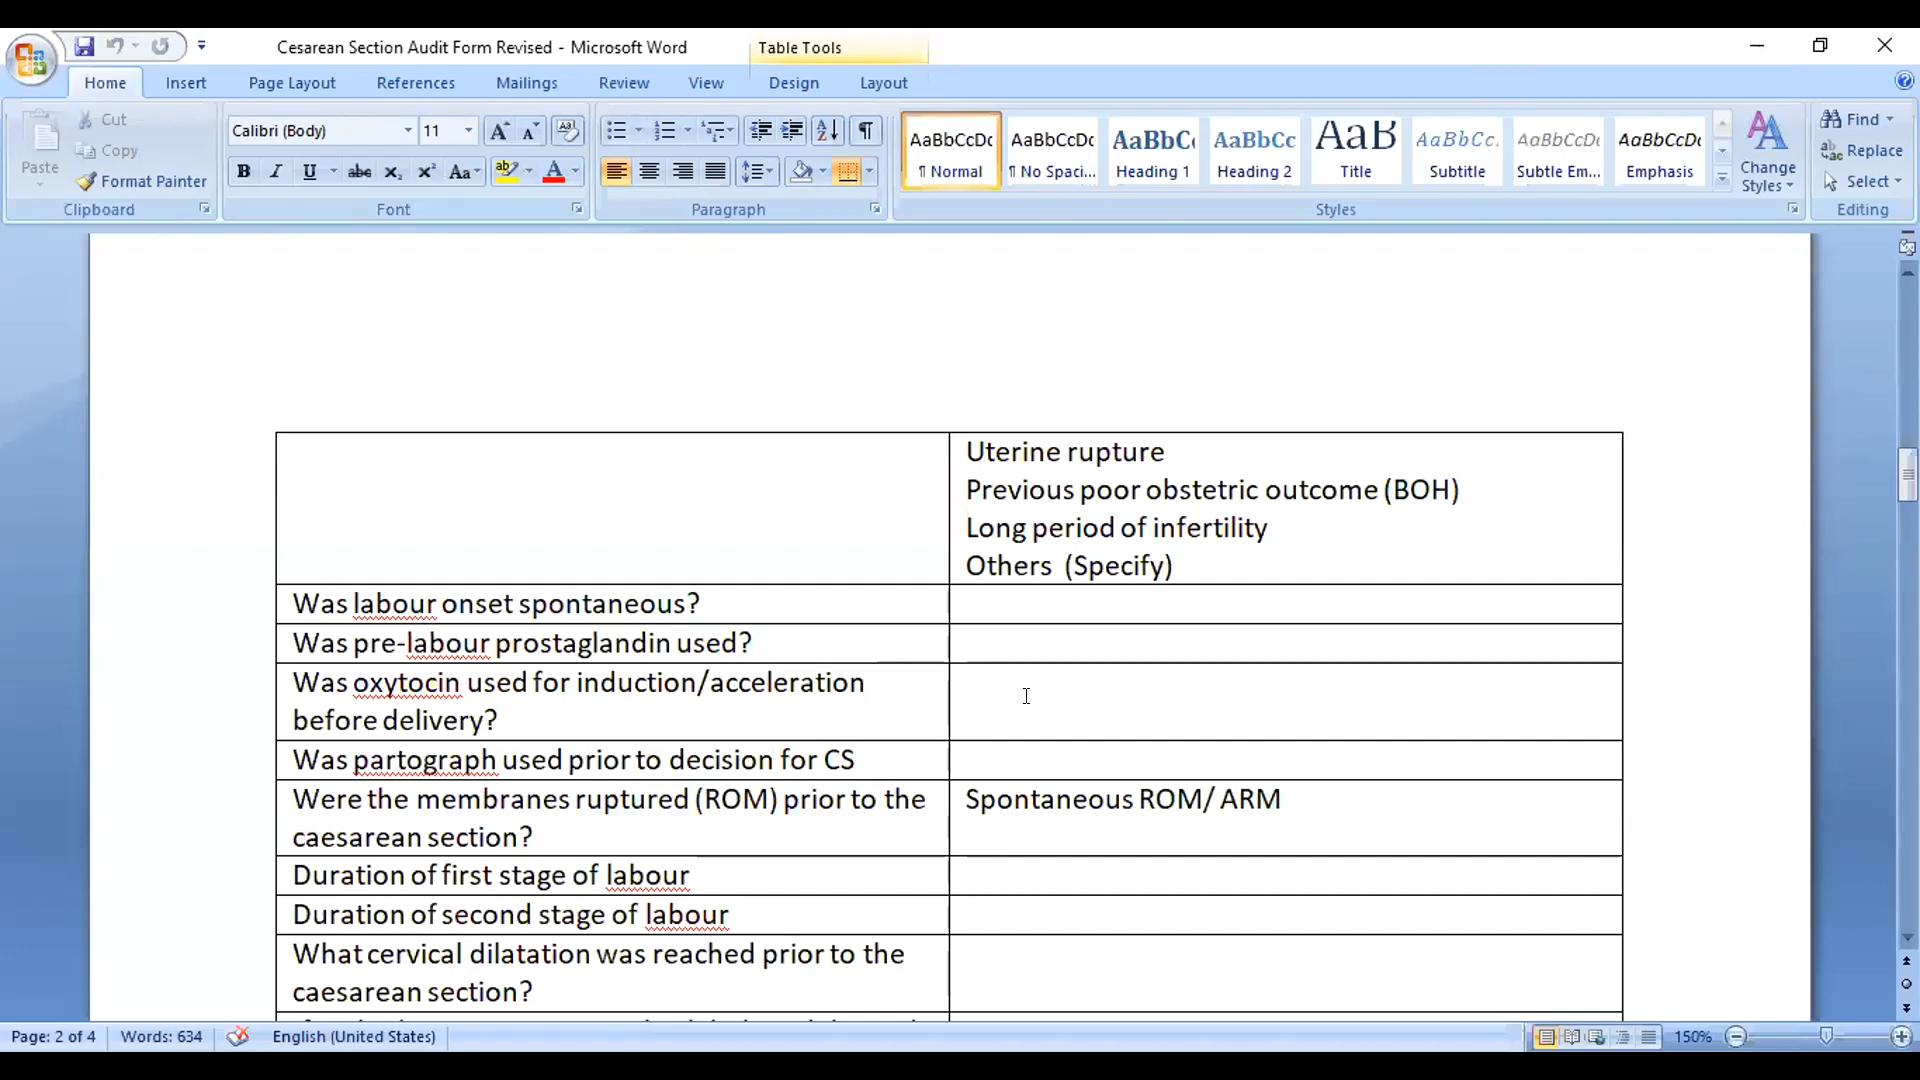 Cesarean Section Audit Form Revised - Microsoft Word
Table Tools
Home Insert Page Layout References Mailings Review View Design Layout
Paste
Cut
Copy
Format Painter
Clipboard
Calibri (Body) 11
B I U abc X₂ X² Aa
Font
Paragraph
AaBbCcDc AaBbCcDc AaBbC AaBbCc AaB AaBbCc. AaBbCcDc AaBbCcDc
¶ Normal ¶ No Spaci... Heading 1 Heading 2 Title Subtitle Subtle Em... Emphasis
Change
Styles
Styles
Find
Replace
Select
Editing
Uterine rupture
Previous poor obstetric outcome (BOH)
Long period of infertility
Others (Specify)
Was labour onset spontaneous?
Was pre-labour prostaglandin used?
Was oxytocin used for induction/acceleration
before delivery?
Was partograph used prior to decision for CS
Were the membranes ruptured (ROM) prior to the
caesarean section?
Spontaneous ROM/ ARM
Duration of first stage of labour
Duration of second stage of labour
What cervical dilatation was reached prior to the
caesarean section?
Page: 2 of 4 Words: 634 English (United States) 150%